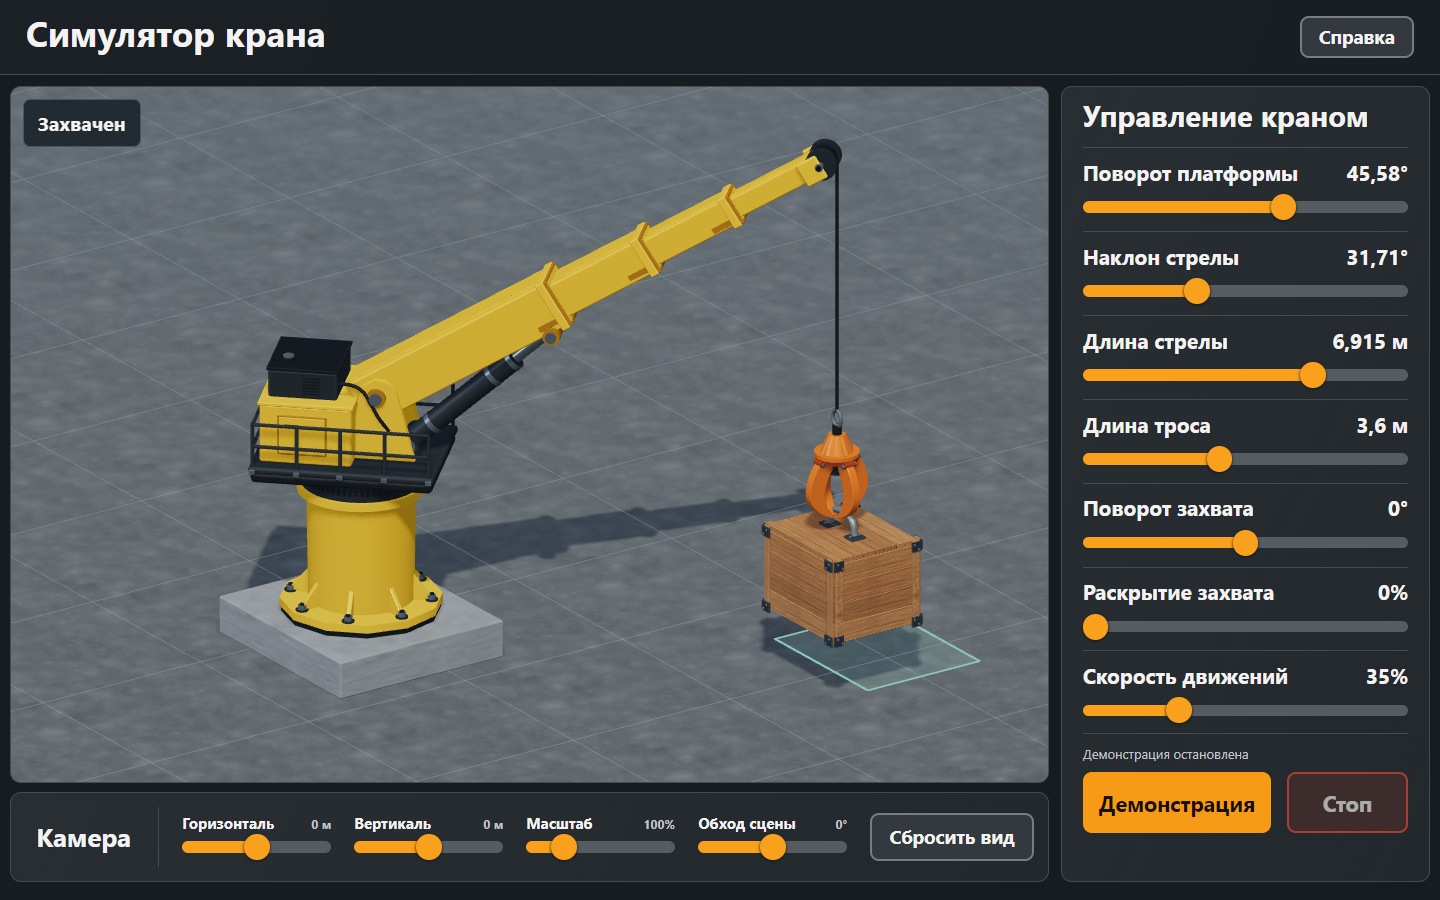 Симулятор крана
Справка
Захвачен
Управление краном
Поворот платформы 45,58°
Наклон стрелы 31,71°
Длина стрелы 6,915 м
Длина троса 3,6 м
Поворот захвата 0°
Раскрытие захвата 0%
Скорость движений 35%
Демонстрация остановлена
Демонстрация Стоп
Камера
Горизонталь 0 м
Вертикаль 0 м
Масштаб 100%
Обход сцены 0°
Сбросить вид